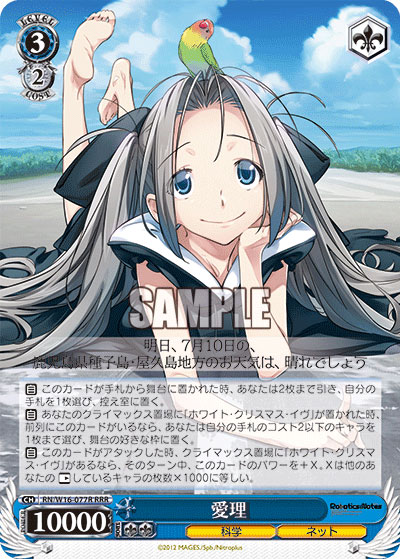 LEVEL
3
2
COST
SAMPLE
明日、7月10日の、
鹿児島県種子島・屋久島地方のお天気は、晴れでしょう
自 このカードが手札から舞台に置かれた時、あなたは2枚まで引き、自分の
手札を1枚選び、控え室に置く。
自 あなたのクライマックス置場に「ホワイト・クリスマス・イヴ」が置かれた時、
前列にこのカードがいるなら、あなたは自分の手札のコスト2以下のキャラを
1枚まで選び、舞台の好きな枠に置く。
自 このカードがアタックした時、クライマックス置場に「ホワイト・クリスマス・イ
ヴ」があるなら、そのターン中、このカードのパワーを+X。Xは他のあな
たの しているキャラの枚数×1000に等しい。
CH RN/W16-077R RRR
10000
愛理
Robotics;Notes
科学
ネット
©2012 MAGES./5pb./Nitroplus